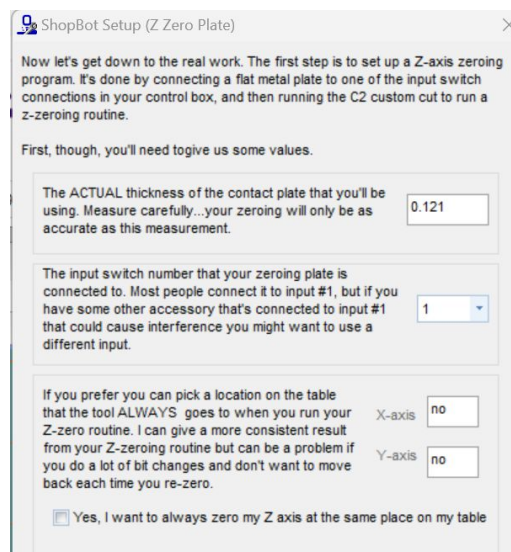 ShopBot Setup (Z Zero Plate)
Now let's get down to the real work. The first step is to set up a Z-axis zeroing
program. It's done by connecting a flat metal plate to one of the input switch
connections in your control box, and then running the C2 custom cut to run a
z-zeroing routine.
First, though, you'll need togive us some values.
The ACTUAL thickness of the contact plate that you'll be
using. Measure carefully...your zeroing will only be as
accurate as this measurement.
0.121
The input switch number that your zeroing plate is
connected to. Most people connect it to input #1, but if you
have some other accessory that's connected to input #1
that could cause interference you might want to use a
different input.
1
If you prefer you can pick a location on the table
that the tool ALWAYS goes to when you run your
Z-zero routine. I can give a more consistent result
from your Z-zeroing routine but can be a problem if
you do a lot of bit changes and don't want to move
back each time you re-zero.
X-axis no
Y-axis no
Yes, I want to always zero my Z axis at the same place on my table